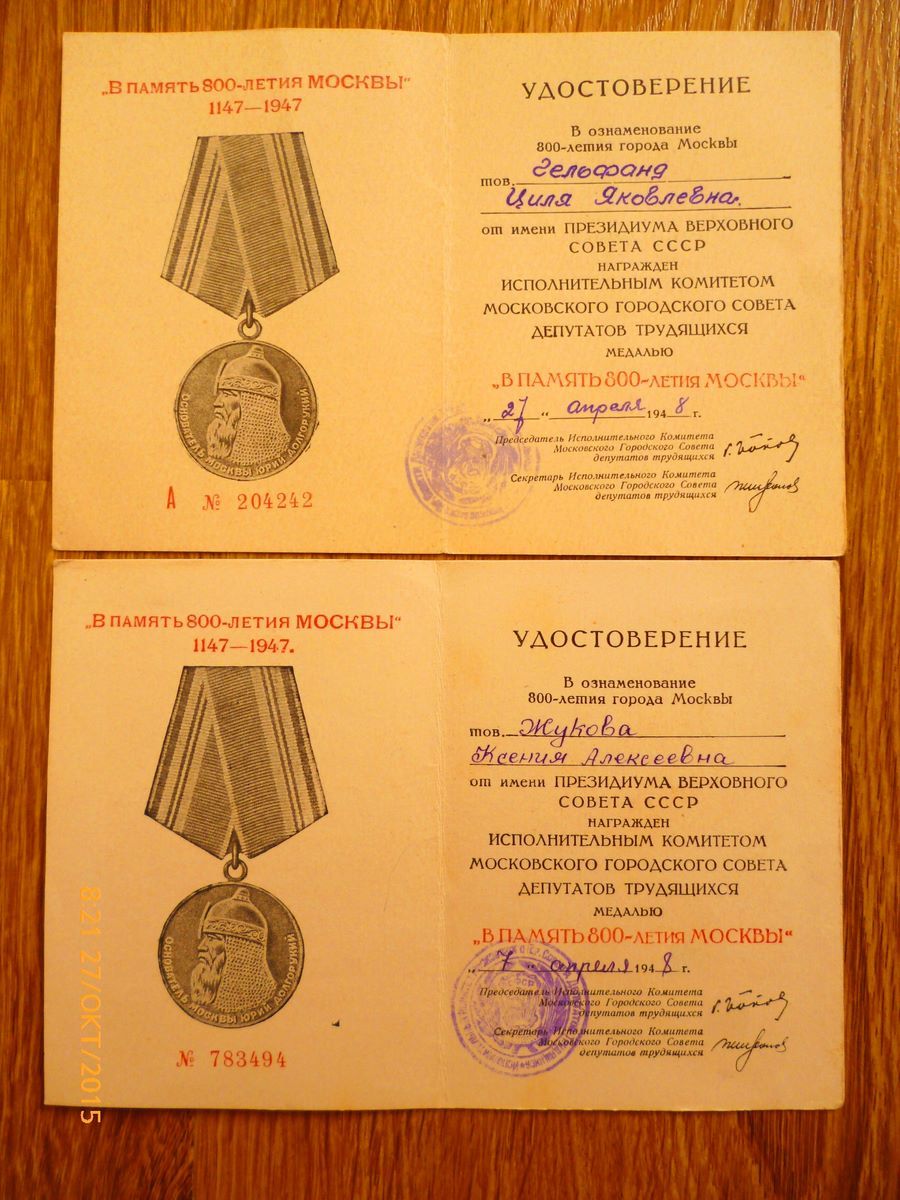 „В ПАМЯТЬ 800-ЛЕТИЯ МОСКВЫ“
1147—1947
ОСНОВАТЕЛЬ МОСКВЫ ЮРИЙ ДОЛГОРУКИЙ
А № 204242
УДОСТОВЕРЕНИЕ
В ознаменование
800-летия города Москвы
тов. Гельфанд
Циля Яковлевна.
от имени ПРЕЗИДИУМА ВЕРХОВНОГО
СОВЕТА СССР
НАГРАЖДЕН
ИСПОЛНИТЕЛЬНЫМ КОМИТЕТОМ
МОСКОВСКОГО ГОРОДСКОГО СОВЕТА
ДЕПУТАТОВ ТРУДЯЩИХСЯ
МЕДАЛЬЮ
„В ПАМЯТЬ 800-ЛЕТИЯ МОСКВЫ“
„27“ апреля 1948 г.
Председатель Исполнительного Комитета
Московского Городского Совета
депутатов трудящихся
Г. Попов
Секретарь Исполнительного Комитета
Московского Городского Совета
депутатов трудящихся
„В ПАМЯТЬ 800-ЛЕТИЯ МОСКВЫ“
1147—1947.
ОСНОВАТЕЛЬ МОСКВЫ ЮРИЙ ДОЛГОРУКИЙ
№ 783494
УДОСТОВЕРЕНИЕ
В ознаменование
800-летия города Москвы
тов. Жукова
Ксения Алексеевна
от имени ПРЕЗИДИУМА ВЕРХОВНОГО
СОВЕТА СССР
НАГРАЖДЕН
ИСПОЛНИТЕЛЬНЫМ КОМИТЕТОМ
МОСКОВСКОГО ГОРОДСКОГО СОВЕТА
ДЕПУТАТОВ ТРУДЯЩИХСЯ
МЕДАЛЬЮ
„В ПАМЯТЬ 800-ЛЕТИЯ МОСКВЫ“
„7“ апреля 1948 г.
Председатель Исполнительного Комитета
Московского Городского Совета
депутатов трудящихся
Г. Попов
Секретарь Исполнительного Комитета
Московского Городского Совета
депутатов трудящихся
8:21 27/ОКТ/2015